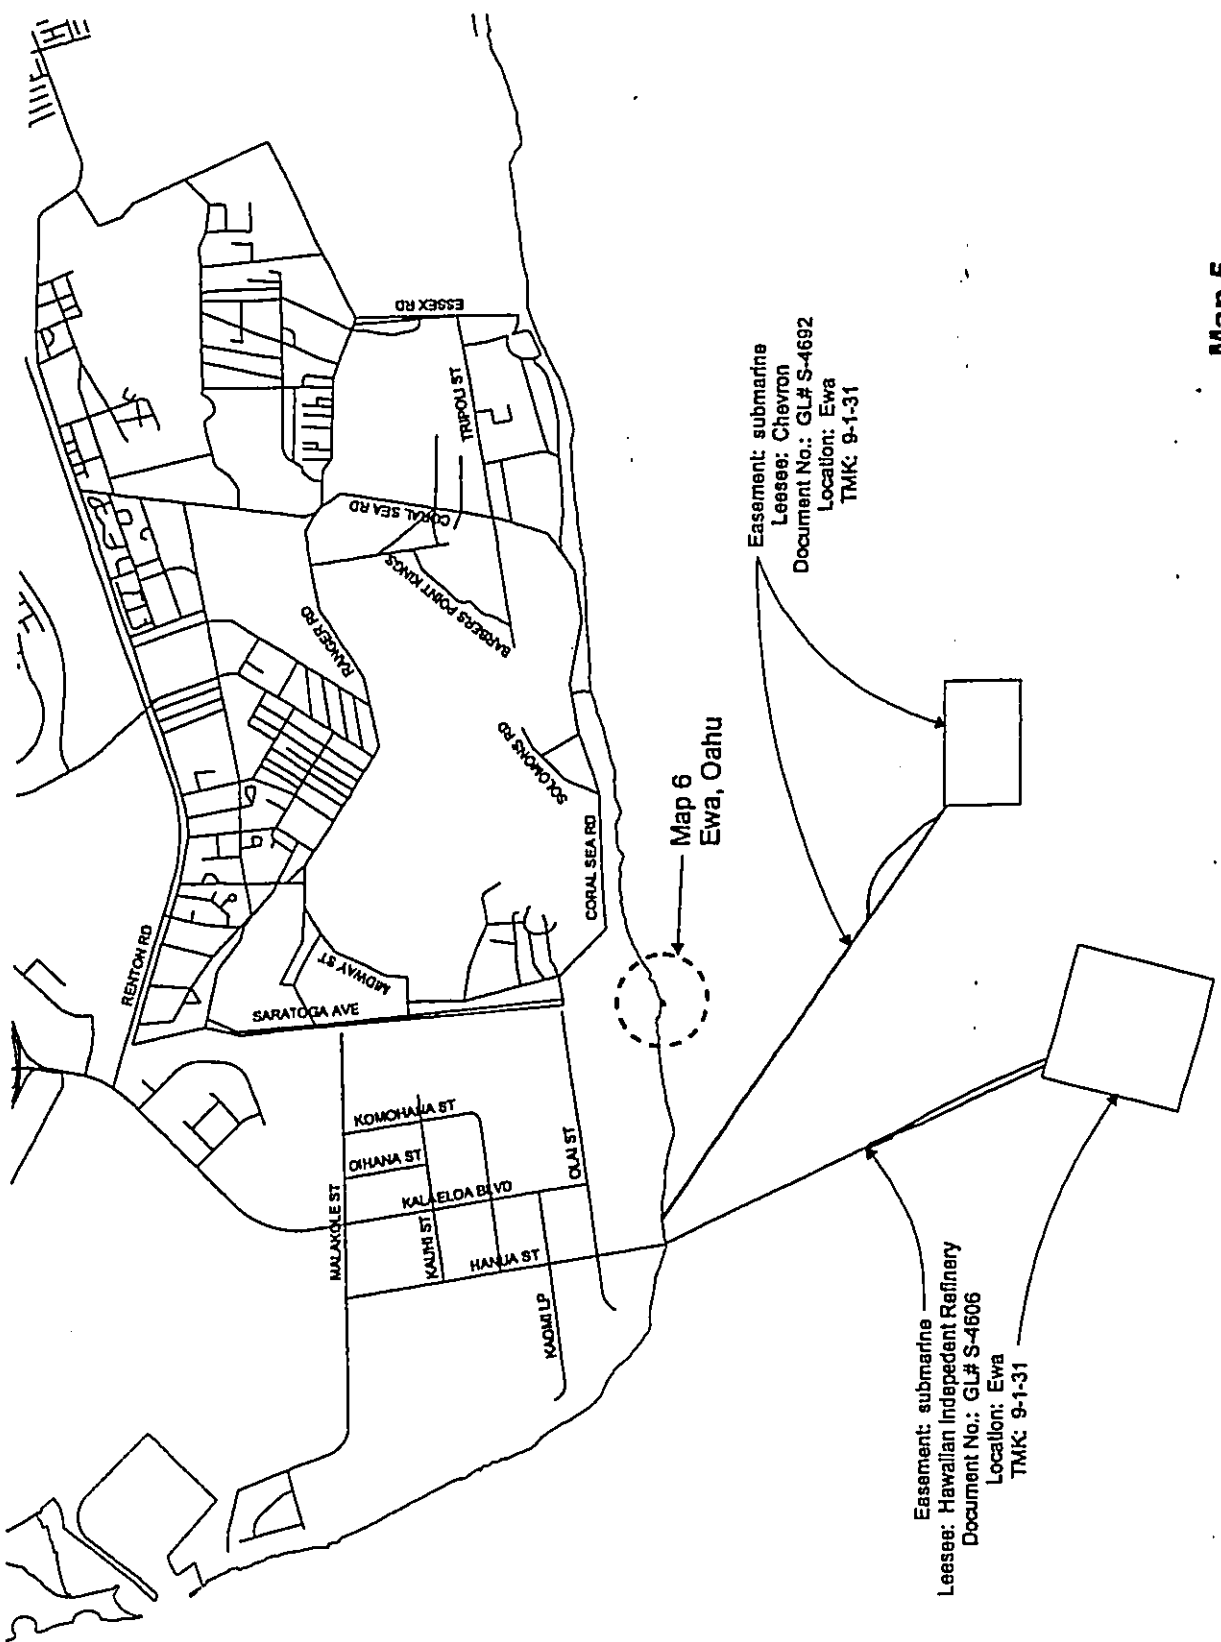 RENTON RD
SARATOGA AVE
MIDWAY ST
RANGER RD
CORAL SEA RD
BARBERS POINT KINGS
TRIPOLI ST
ESSEX RD
SOLOMONS RD
CORAL SEA RD
MALAKOLE ST
KOMOHANA ST
OIHANA ST
KALAELOA BLVD
KAUHI ST
HANUA ST
OLAI ST
KAOMI LP
Map 6
Ewa, Oahu
Easement: submarine
Leesee: Chevron
Document No.: GL# S-4692
Location: Ewa
TMK: 9-1-31
Easement: submarine
Leesee: Hawaiian Indepedent Refinery
Document No.: GL# S-4606
Location: Ewa
TMK: 9-1-31
Map 5